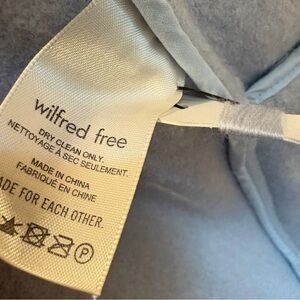 wilfred free
DRY CLEAN ONLY.
NETTOYAGE À SEC SEULEMENT.
MADE IN CHINA
FABRIQUÉ EN CHINE
ADE FOR EACH OTHER.
P